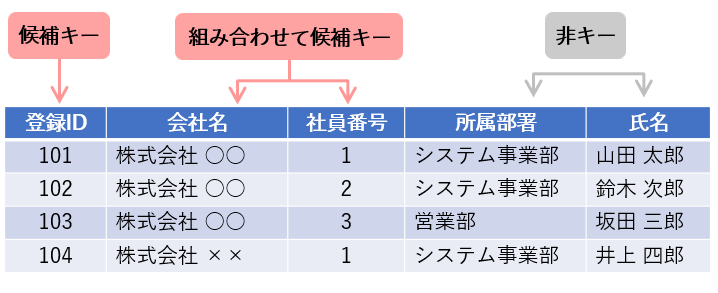 候補キー 組み合わせて候補キー 非キー
登録ID 会社名 社員番号 所属部署 氏名
101 株式会社 〇〇 1 システム事業部 山田 太郎
102 株式会社 〇〇 2 システム事業部 鈴木 次郎
103 株式会社 〇〇 3 営業部 坂田 三郎
104 株式会社 ×× 1 システム事業部 井上 四郎